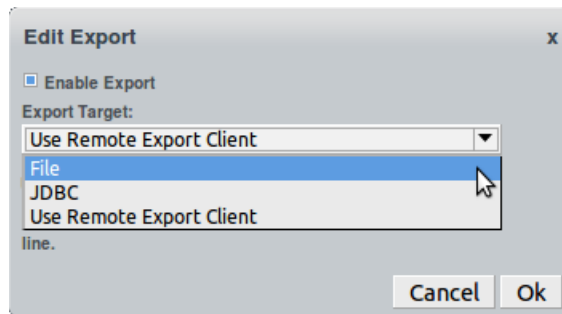 Edit Export
x
Enable Export
Export Target:
Use Remote Export Client
File
JDBC
Use Remote Export Client
line.
Cancel
Ok